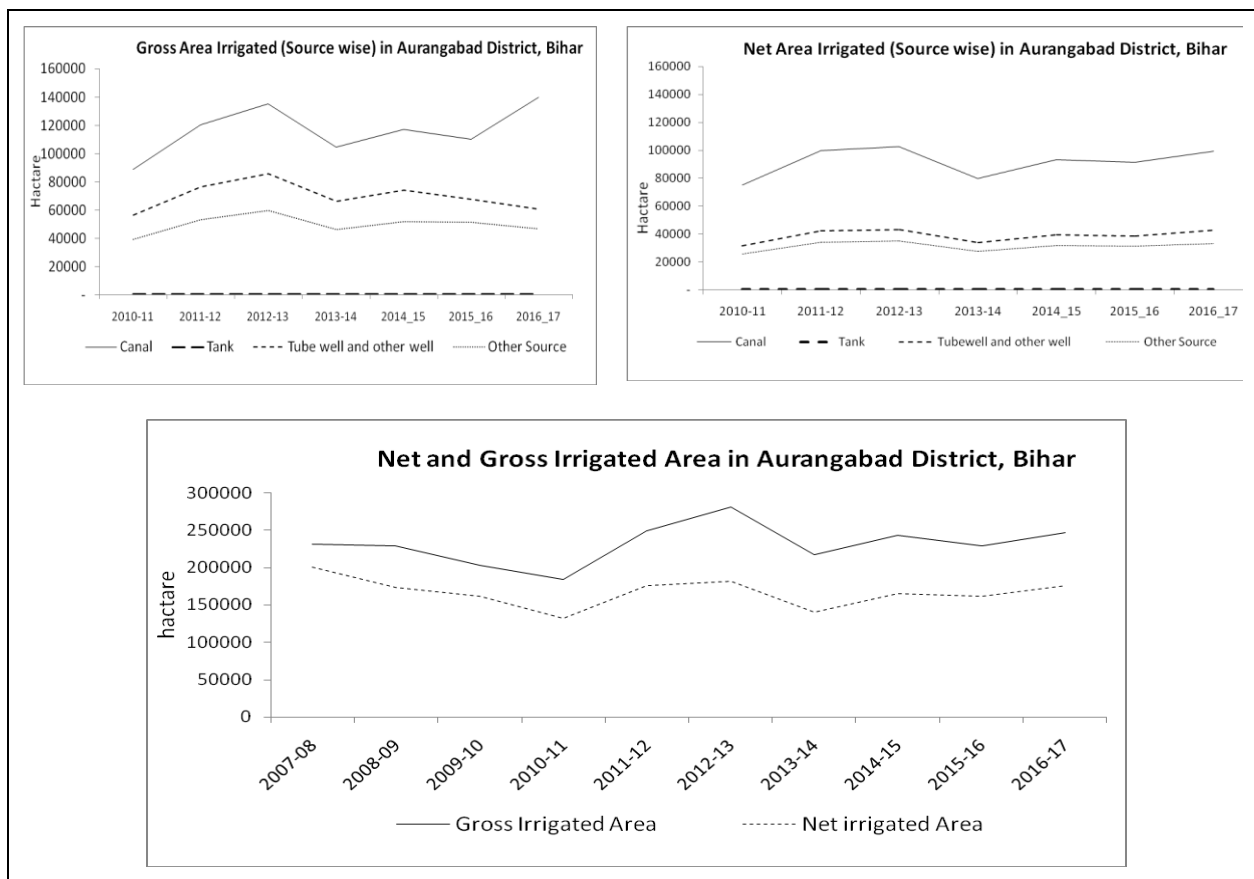 Gross Area Irrigated (Source wise) in Aurangabad District, Bihar
160000
140000
120000
100000
80000
60000
40000
20000
-
Hactare
2010-11 2011-12 2012-13 2013-14 2014_15 2015_16 2016_17
Canal Tank Tube well and other well Other Source
Net Area Irrigated (Source wise) in Aurangabad District, Bihar
160000
140000
120000
100000
80000
60000
40000
20000
-
Hactare
2010-11 2011-12 2012-13 2013-14 2014_15 2015_16 2016_17
Canal Tank Tubewell and other well Other Source
Net and Gross Irrigated Area in Aurangabad District, Bihar
300000
250000
200000
150000
100000
50000
0
hactare
2007-08 2008-09 2009-10 2010-11 2011-12 2012-13 2013-14 2014-15 2015-16 2016-17
Gross Irrigated Area Net irrigated Area